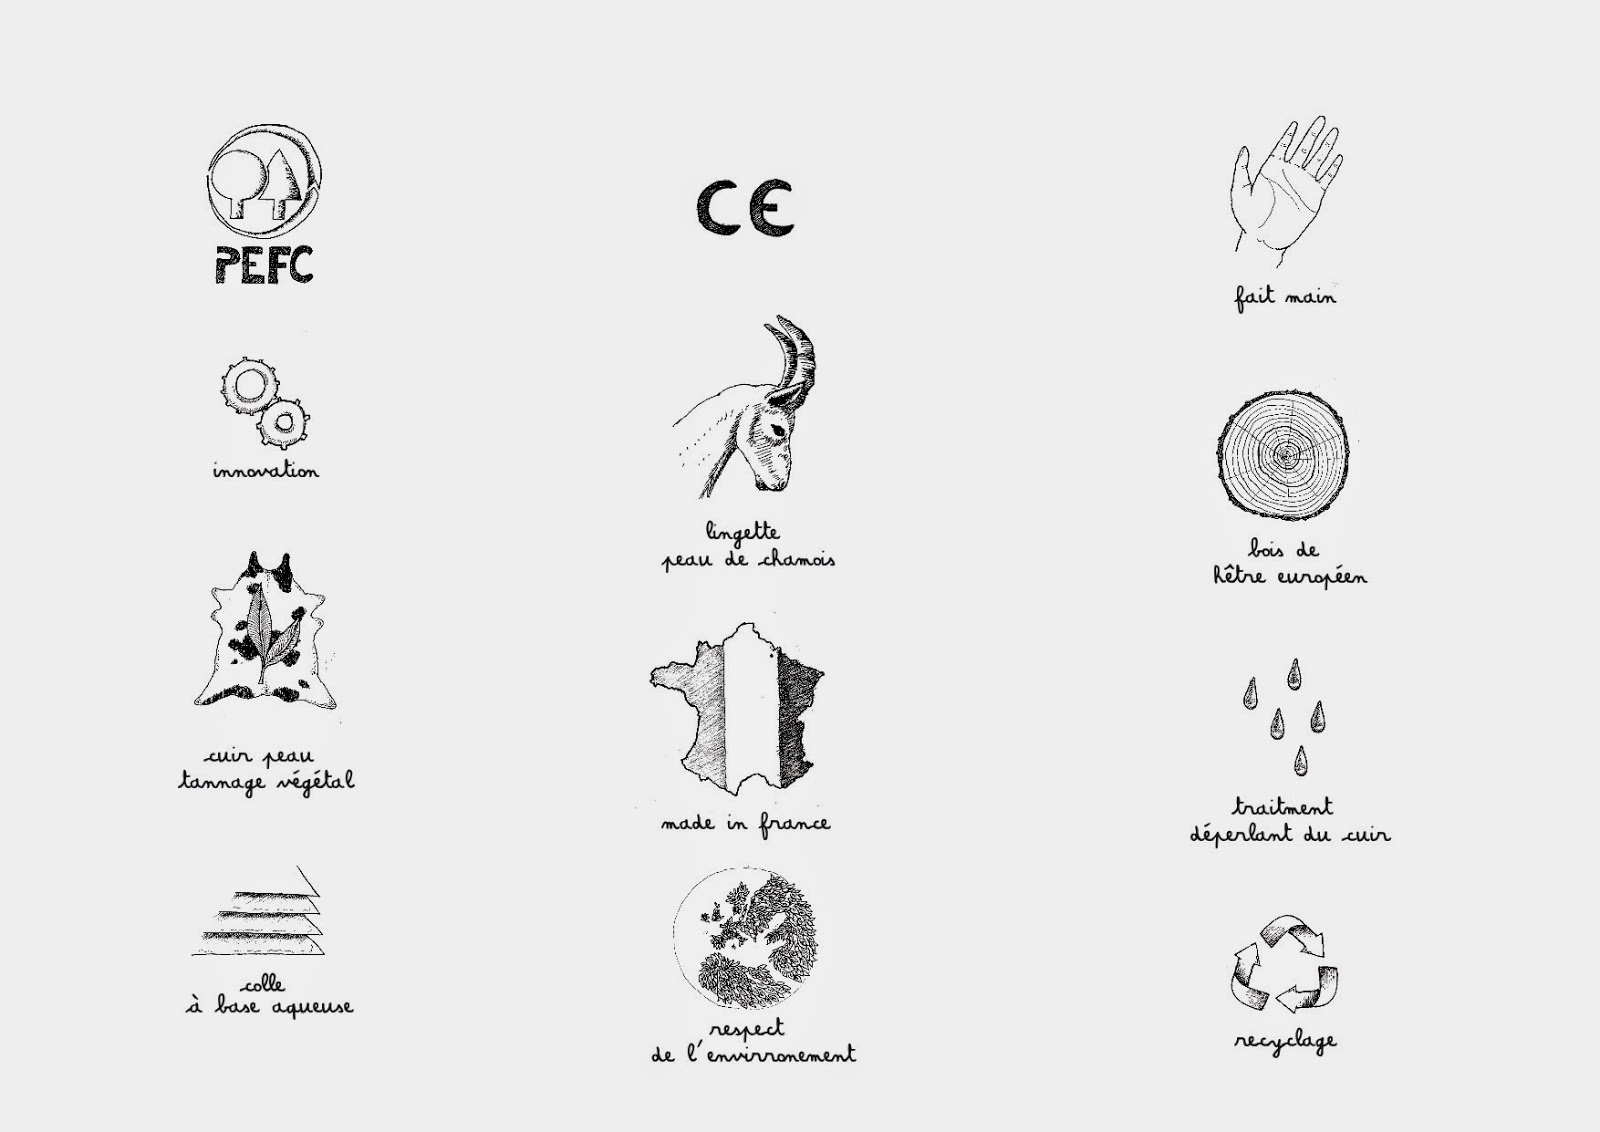 PEFC
innovation
cuir peau
tannage végétal
colle
à base aqueuse
CE
lingette
peau de chamois
made in france
respect
de l'envirronement
fait main
bois de
hêtre européen
traitment
déperlant du cuir
recyclage